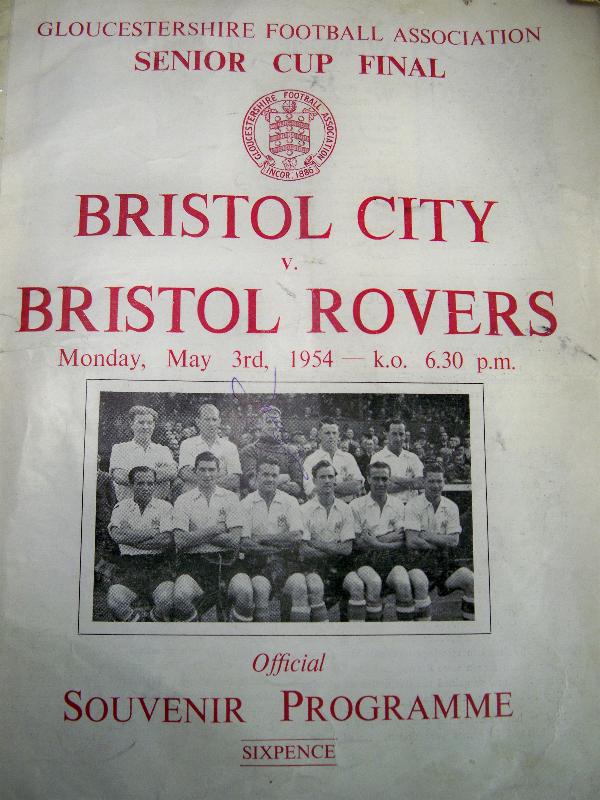 GLOUCESTERSHIRE FOOTBALL ASSOCIATION
SENIOR CUP FINAL
GLOUCESTERSHIRE FOOTBALL ASSOCIATION
INCOR. 1886
BRISTOL CITY
v.
BRISTOL ROVERS
Monday, May 3rd, 1954 — k.o. 6.30 p.m.
Official
SOUVENIR PROGRAMME
SIXPENCE